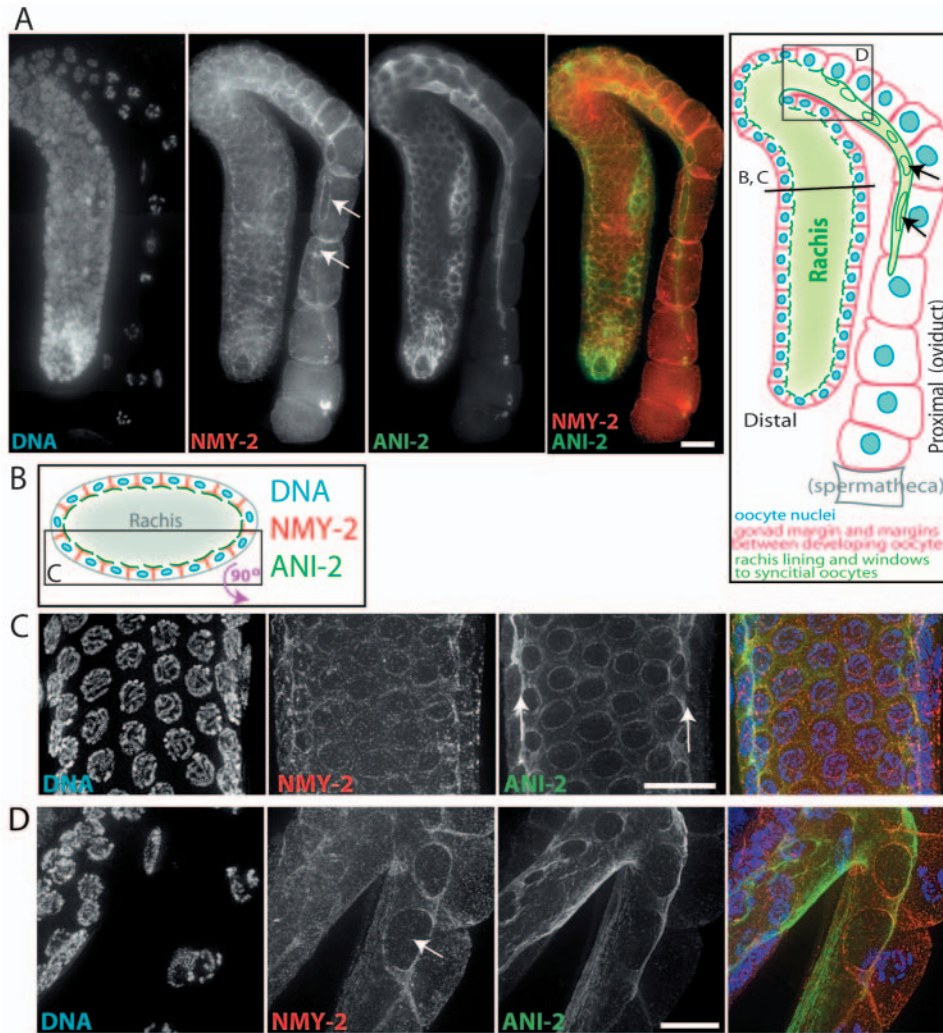 A
DNA
NMY-2
ANI-2
NMY-2
ANI-2
D
B, C
Rachis
Distal
Proximal (oviduct)
(spermatheca)
oocyte nuclei
gonad margin and margins
between developing oocytes
rachis lining and windows
to syncitial oocytes
B
Rachis
C
90°
DNA
NMY-2
ANI-2
C
DNA
NMY-2
ANI-2
D
DNA
NMY-2
ANI-2